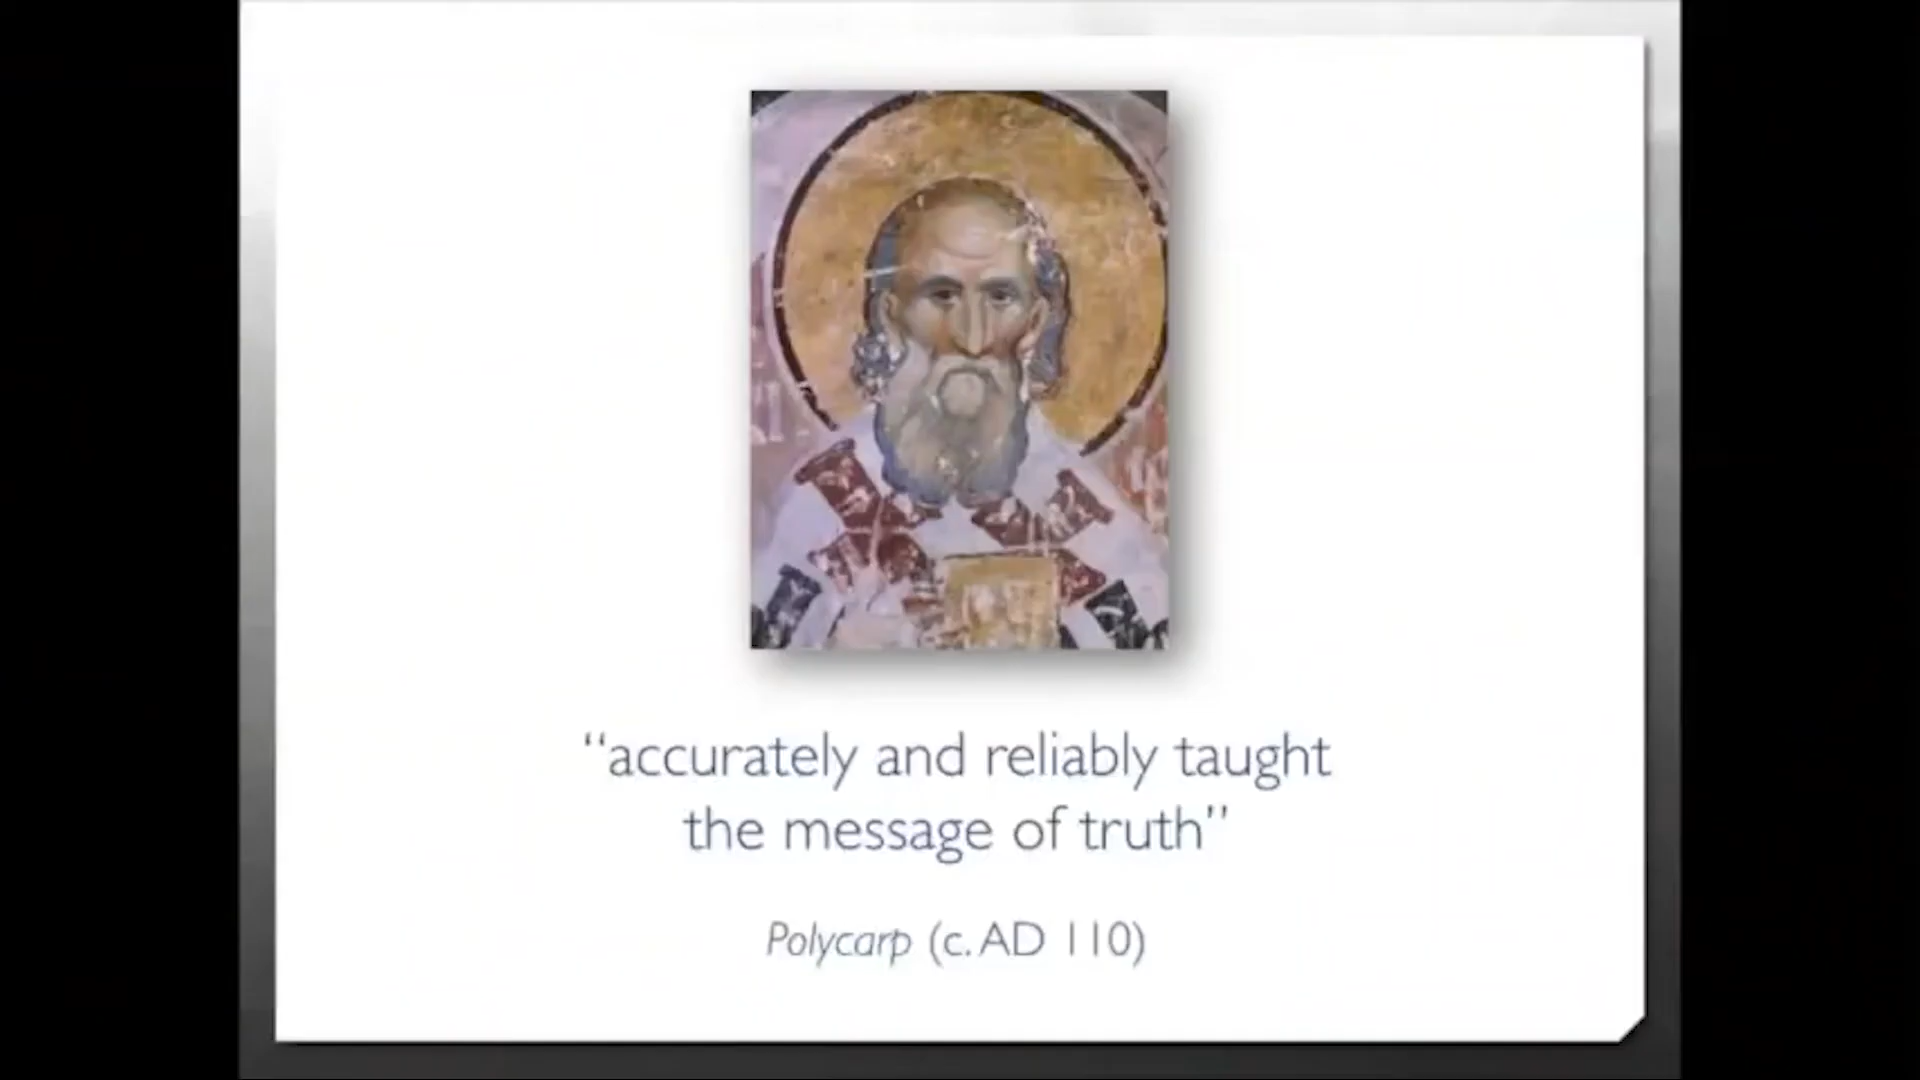 “accurately and reliably taught
the message of truth”
Polycarp (c. AD 110)